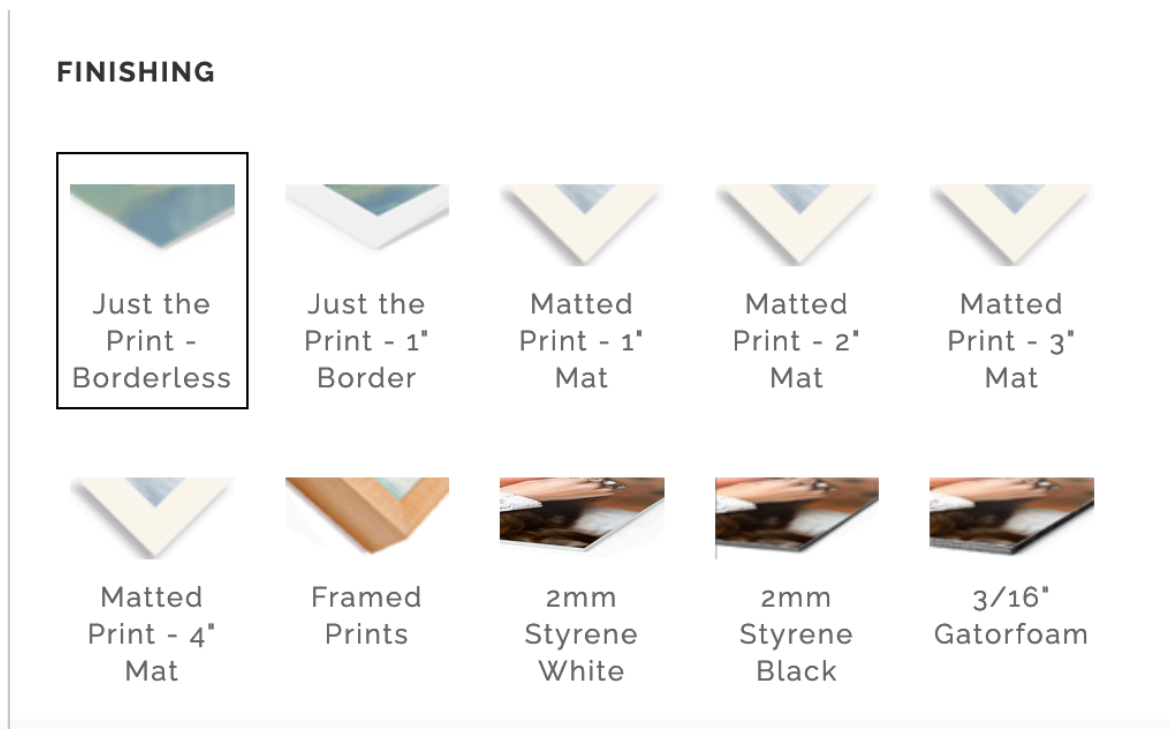 FINISHING
Just the
Print -
Borderless
Just the
Print - 1"
Border
Matted
Print - 1"
Mat
Matted
Print - 2"
Mat
Matted
Print - 3"
Mat
Matted
Print - 4"
Mat
Framed
Prints
2mm
Styrene
White
2mm
Styrene
Black
3/16"
Gatorfoam